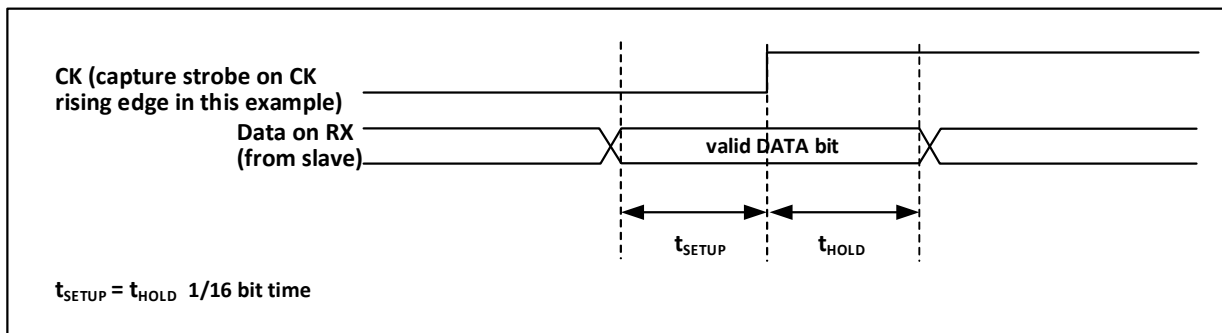 CK (capture strobe on CK
rising edge in this example)
Data on RX
(from slave)
valid DATA bit
tSETUP
tHOLD
tSETUP = tHOLD 1/16 bit time